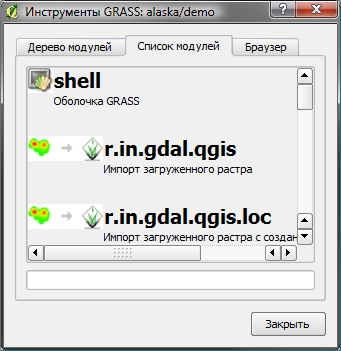 Инструменты GRASS: alaska/demo
Дерево модулей
Список модулей
Браузер
shell
Оболочка GRASS
r.in.gdal.qgis
Импорт загруженного растра
r.in.gdal.qgis.loc
Импорт загруженного растра с создан
Закрыть